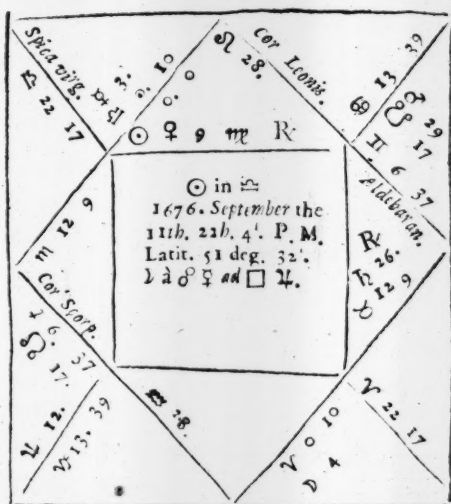 Spica virg.
♎ 22 17
3.
10
♌ 28.
☉ ♀ 9 ♍ ℞
Cor Leonis.
13 39
♂ 29
☋ 17
♊ 6 37
Aldebaran.
℞
♄ 26.
♉ 12 9
☉ in ♎
1676. September the
11th. 22h. 4'. P. M.
Latit. 51 deg. 32'.
☽ à ☍ ☿ ad □ ♃.
♏ 12 9
Cor Scorp.
♐ 6. 37
☊ 17.
♃ 12.
♑ 13. 39
♒ 28.
♈ 0 10
☽ 4
♈ 22 17